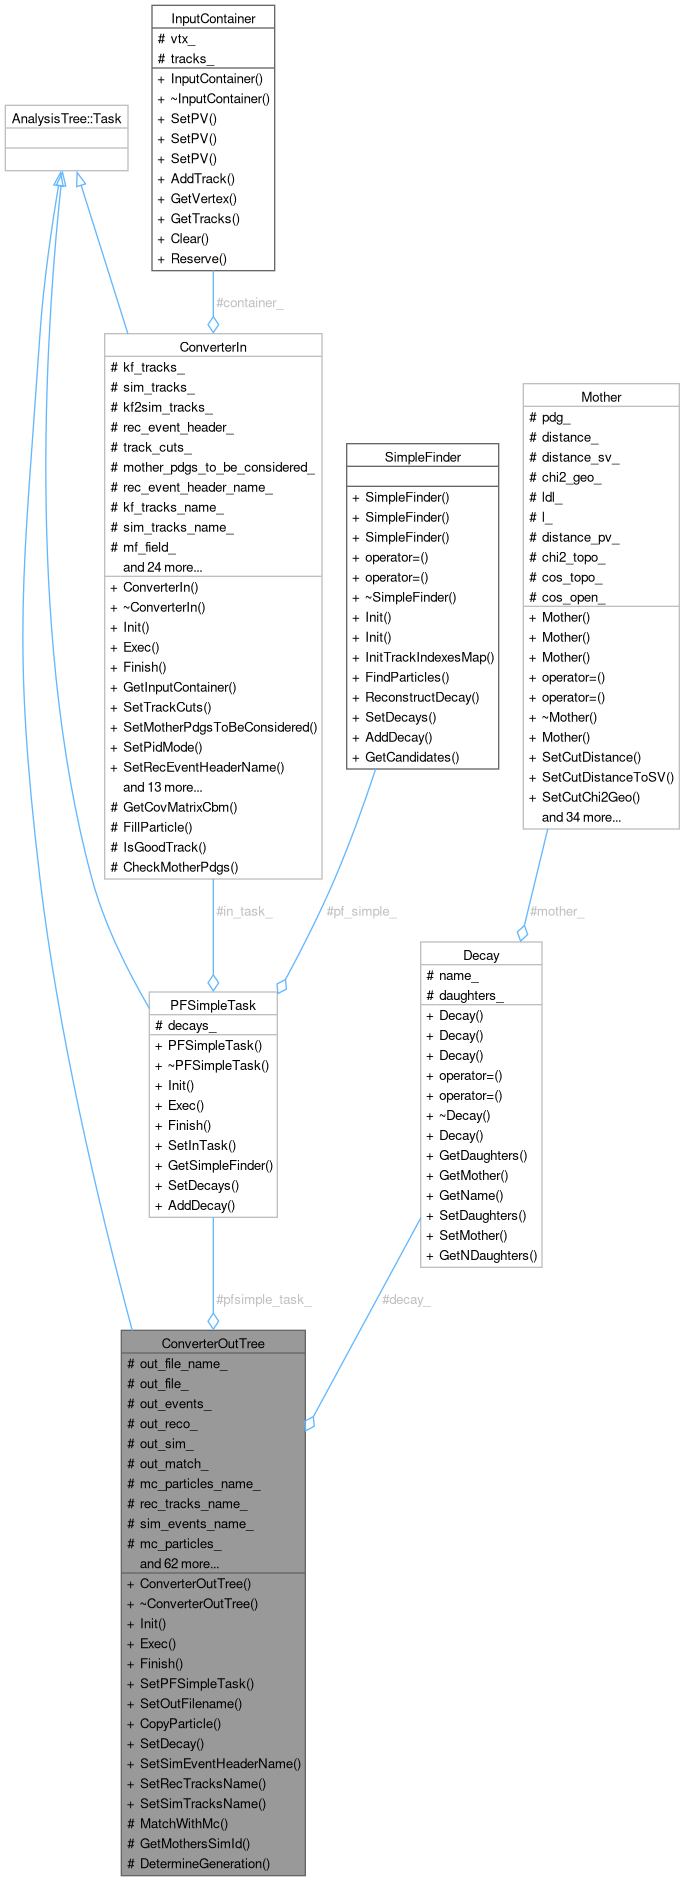 InputContainer
# vtx_
# tracks_
+ InputContainer()
+ ~InputContainer()
+ SetPV()
+ SetPV()
+ SetPV()
+ AddTrack()
+ GetVertex()
+ GetTracks()
+ Clear()
+ Reserve()
AnalysisTree::Task
#container_
ConverterIn
# kf_tracks_
# sim_tracks_
# kf2sim_tracks_
# rec_event_header_
# track_cuts_
# mother_pdgs_to_be_considered_
# rec_event_header_name_
# kf_tracks_name_
# sim_tracks_name_
# mf_field_
and 24 more...
+ ConverterIn()
+ ~ConverterIn()
+ Init()
+ Exec()
+ Finish()
+ GetInputContainer()
+ SetTrackCuts()
+ SetMotherPdgsToBeConsidered()
+ SetPidMode()
+ SetRecEventHeaderName()
and 13 more...
# GetCovMatrixCbm()
# FillParticle()
# IsGoodTrack()
# CheckMotherPdgs()
SimpleFinder
+ SimpleFinder()
+ SimpleFinder()
+ SimpleFinder()
+ operator=()
+ operator=()
+ ~SimpleFinder()
+ Init()
+ Init()
+ InitTrackIndexesMap()
+ FindParticles()
+ ReconstructDecay()
+ SetDecays()
+ AddDecay()
+ GetCandidates()
Mother
# pdg_
# distance_
# distance_sv_
# chi2_geo_
# ldl_
# l_
# distance_pv_
# chi2_topo_
# cos_topo_
# cos_open_
+ Mother()
+ Mother()
+ Mother()
+ operator=()
+ operator=()
+ ~Mother()
+ Mother()
+ SetCutDistance()
+ SetCutDistanceToSV()
+ SetCutChi2Geo()
and 34 more...
#in_task_
#pf_simple_
#mother_
PFSimpleTask
# decays_
+ PFSimpleTask()
+ ~PFSimpleTask()
+ Init()
+ Exec()
+ Finish()
+ SetInTask()
+ GetSimpleFinder()
+ SetDecays()
+ AddDecay()
Decay
# name_
# daughters_
+ Decay()
+ Decay()
+ Decay()
+ operator=()
+ operator=()
+ ~Decay()
+ Decay()
+ GetDaughters()
+ GetMother()
+ GetName()
+ SetDaughters()
+ SetMother()
+ GetNDaughters()
#pfsimple_task_
#decay_
ConverterOutTree
# out_file_name_
# out_file_
# out_events_
# out_reco_
# out_sim_
# out_match_
# mc_particles_name_
# rec_tracks_name_
# sim_events_name_
# mc_particles_
and 62 more...
+ ConverterOutTree()
+ ~ConverterOutTree()
+ Init()
+ Exec()
+ Finish()
+ SetPFSimpleTask()
+ SetOutFilename()
+ CopyParticle()
+ SetDecay()
+ SetSimEventHeaderName()
+ SetRecTracksName()
+ SetSimTracksName()
# MatchWithMc()
# GetMothersSimId()
# DetermineGeneration()